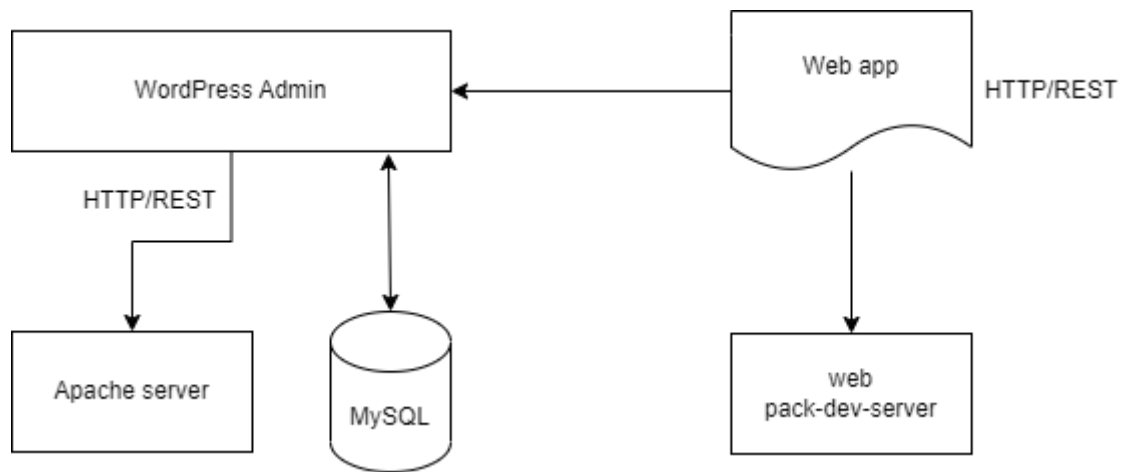 WordPress Admin
Web app
HTTP/REST
HTTP/REST
Apache server
MySQL
web
pack-dev-server